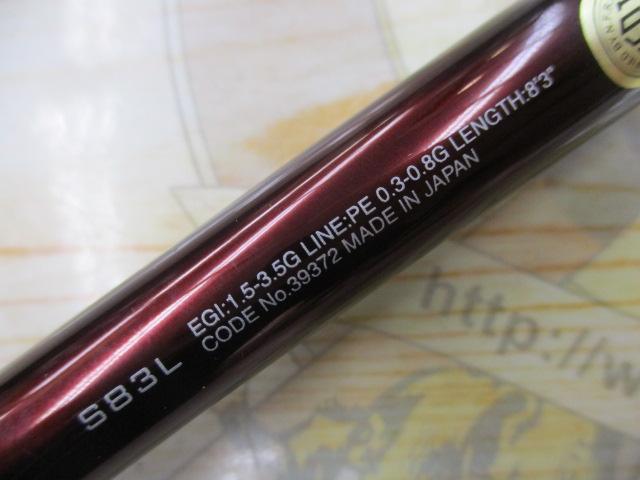 EGI:1.5-3.5G LINE:PE 0.3-0.8G LENGTH:8"3"
CODE No.39372 MADE IN JAPAN
S83L
http://w